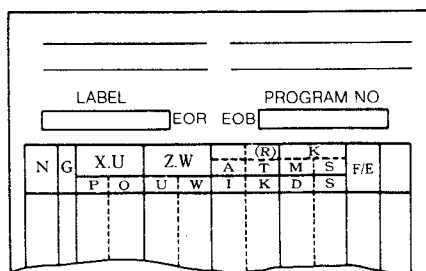 LABEL PROGRAM NO
EOR EOB
N G X.U Z.W (R) K F/E
A T M S
P O U W I K D S